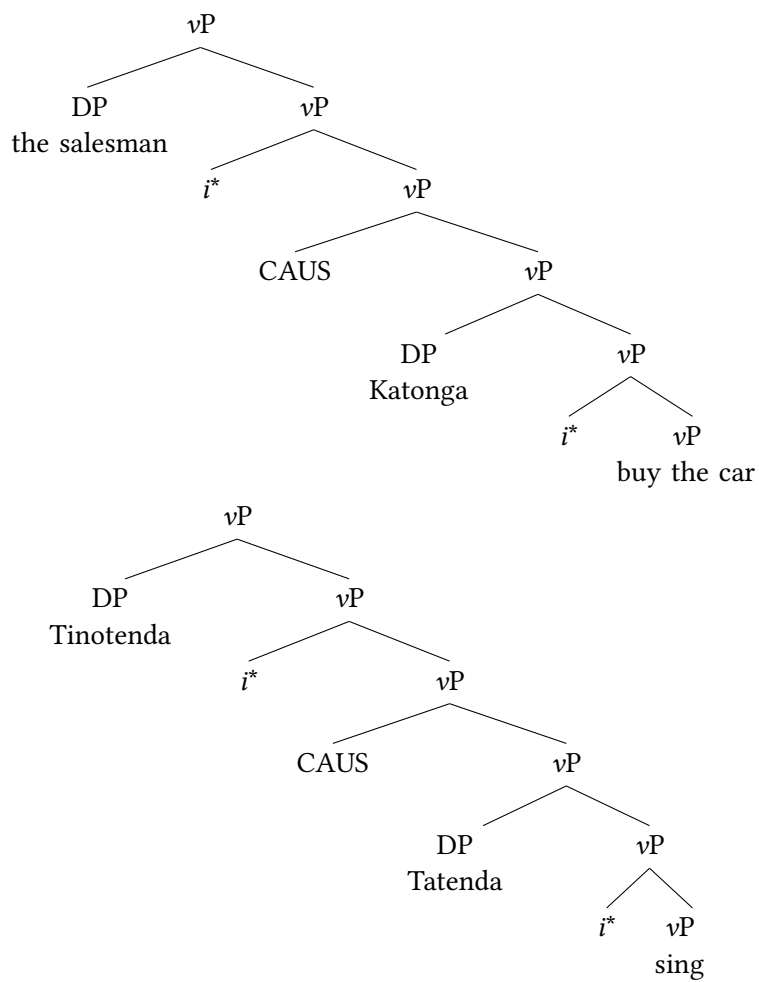 vP
DP vP
the salesman
i* vP
CAUS vP
DP vP
Katonga
i* vP
buy the car
vP
DP vP
Tinotenda
i* vP
CAUS vP
DP vP
Tatenda
i* vP
sing